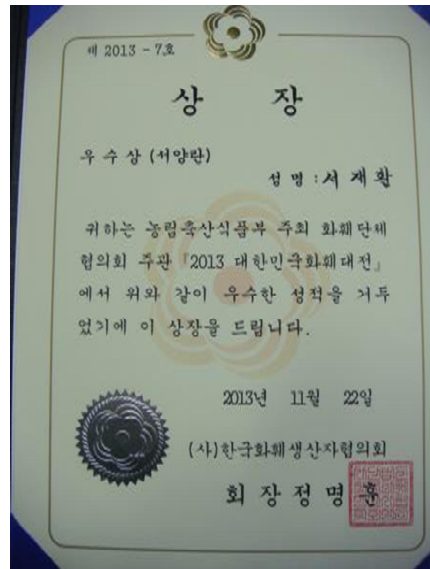 제 2013 - 7호
상 장
우 수 상 (서양란)
성 명 : 서 재 환
귀하는 농림축산식품부 주최 화훼단체
협의회 주관 「2013 대한민국화훼대전」
에서 위와 같이 우수한 성적을 거두
었기에 이 상장을 드립니다.
2013년 11월 22일
(사)한국화훼생산자협의회
회 장 정 명 훈